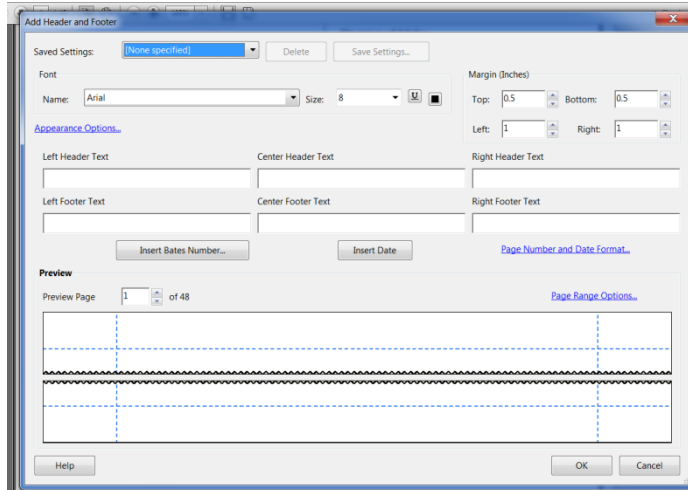 Add Header and Footer
Saved Settings: [None specified] Delete Save Settings...
Font Margin (Inches)
Name: Arial Size: 8 U Top: 0.5 Bottom: 0.5
Appearance Options... Left: 1 Right: 1
Left Header Text Center Header Text Right Header Text
Left Footer Text Center Footer Text Right Footer Text
Insert Bates Number... Insert Date Page Number and Date Format...
Preview
Preview Page 1 of 48 Page Range Options...
Help OK Cancel